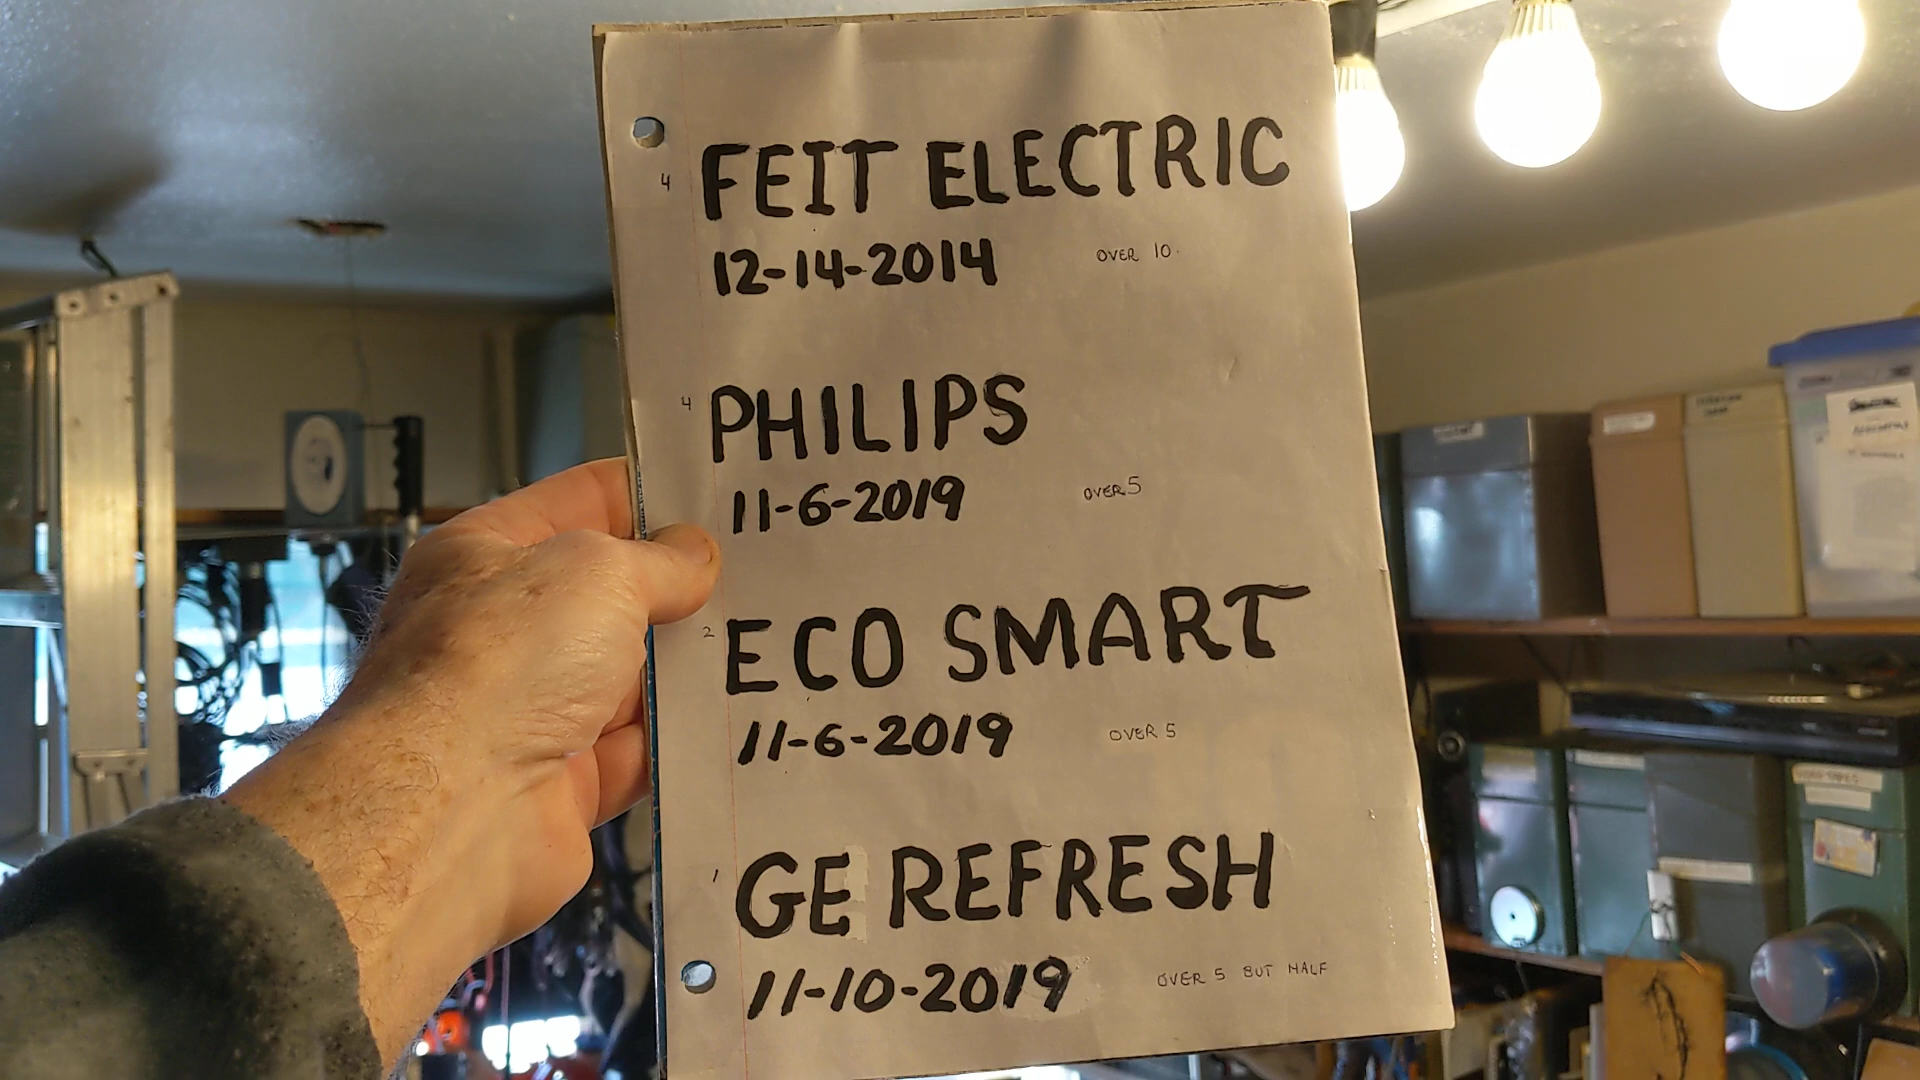 4 FEIT ELECTRIC
12-14-2014 OVER 10.
4 PHILIPS
11-6-2019 OVER 5
2 ECO SMART
11-6-2019 OVER 5
1 GE REFRESH
11-10-2019 OVER 5 BUT HALF